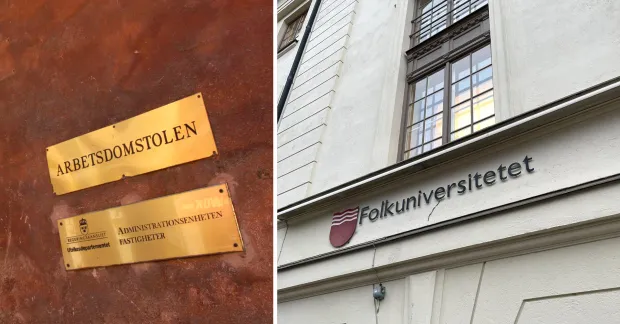 ARBETSDOMSTOLEN
ADMINISTRATIONSENHETEN
FASTIGHETER
Folkuniversitetet